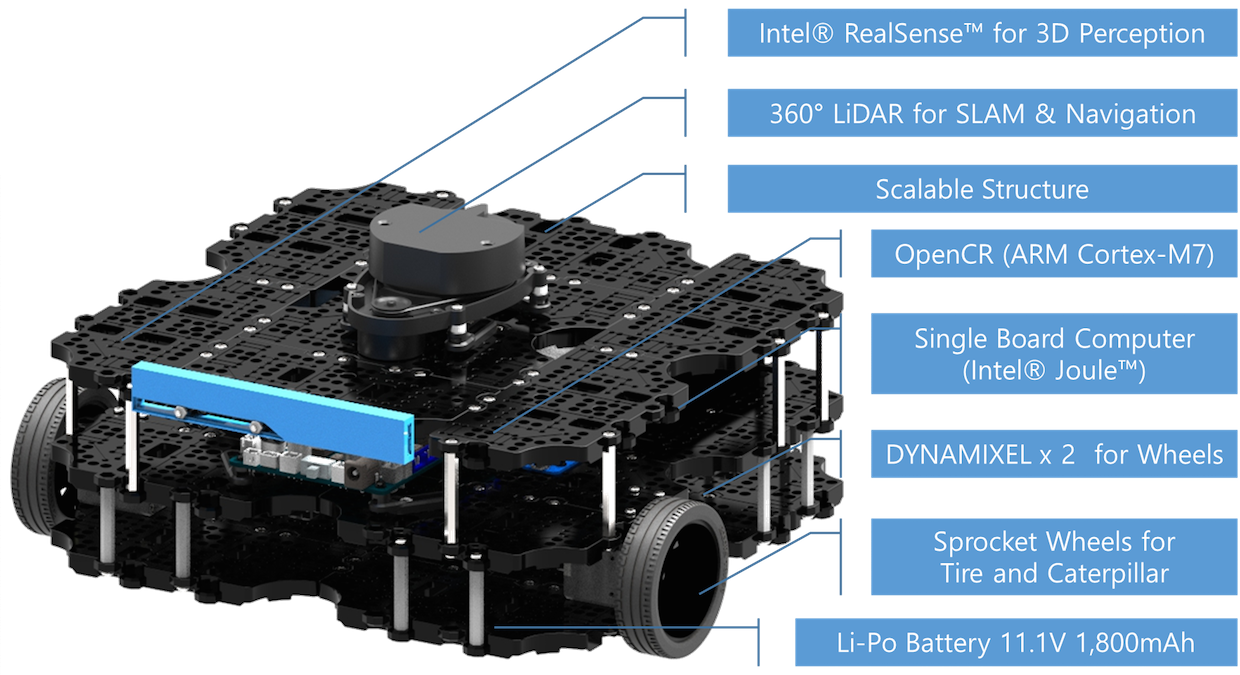 Intel® RealSense™ for 3D Perception
360° LiDAR for SLAM & Navigation
Scalable Structure
OpenCR (ARM Cortex-M7)
Single Board Computer
(Intel® Joule™)
DYNAMIXEL x 2  for Wheels
Sprocket Wheels for
Tire and Caterpillar
Li-Po Battery 11.1V 1,800mAh